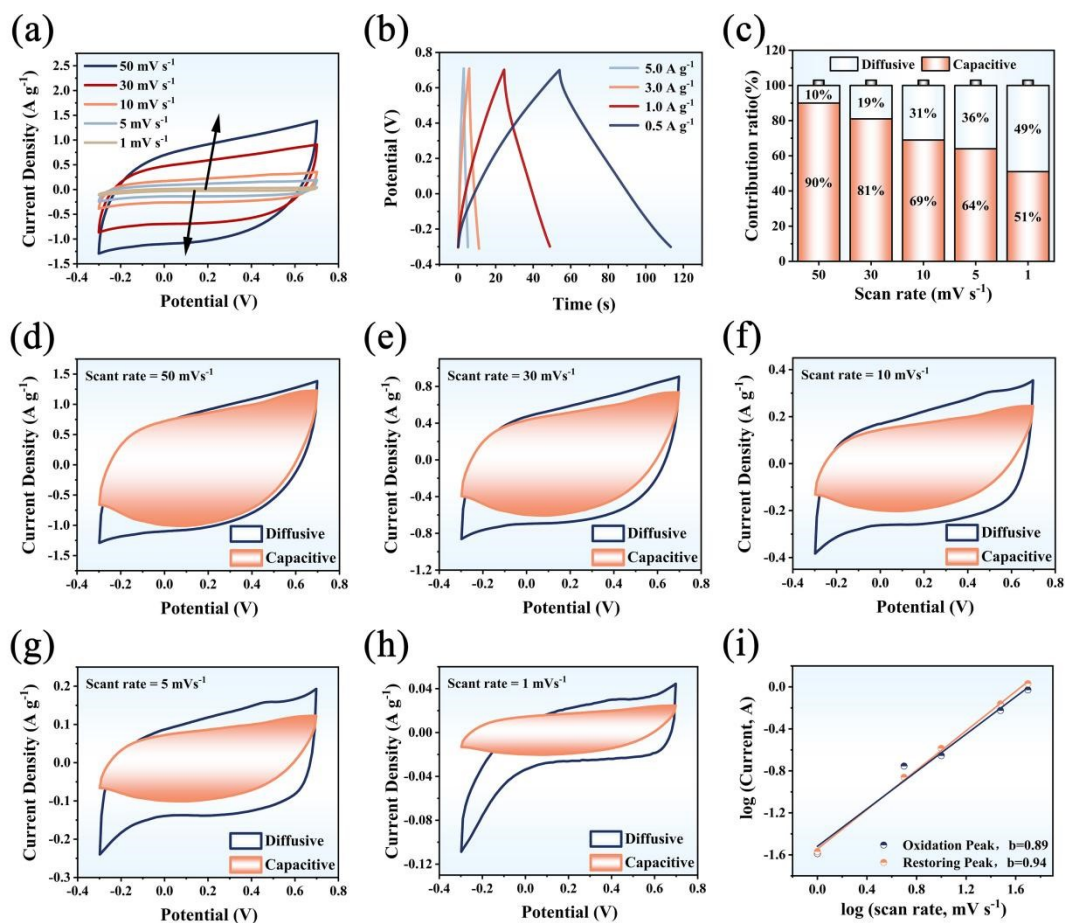 (a)
50 mV s⁻¹
30 mV s⁻¹
10 mV s⁻¹
5 mV s⁻¹
1 mV s⁻¹
2.5
2.0
1.5
1.0
0.5
0.0
-0.5
-1.0
-1.5
Current Density (A g⁻¹)
-0.4 -0.2 0.0 0.2 0.4 0.6 0.8
Potential (V)
(b)
5.0 A g⁻¹
3.0 A g⁻¹
1.0 A g⁻¹
0.5 A g⁻¹
0.8
0.6
0.4
0.2
0.0
-0.2
-0.4
Potential (V)
0 20 40 60 80 100 120
Time (s)
(c)
Diffusive Capacitive
120
100
80
60
40
20
0
Contribution ratio(%)
10% 19% 31% 36% 49%
90% 81% 69% 64% 51%
50 30 10 5 1
Scan rate (mV s⁻¹)
(d)
Scant rate = 50 mVs⁻¹
1.5
1.0
0.5
0.0
-0.5
-1.0
-1.5
Current Density (A g⁻¹)
Diffusive
Capacitive
-0.4 -0.2 0.0 0.2 0.4 0.6 0.8
Potential (V)
(e)
Scant rate = 30 mVs⁻¹
0.8
0.4
0.0
-0.4
-0.8
-1.2
Current Density (A g⁻¹)
Diffusive
Capacitive
-0.4 -0.2 0.0 0.2 0.4 0.6 0.8
Potential (V)
(f)
Scant rate = 10 mVs⁻¹
0.4
0.2
0.0
-0.2
-0.4
Current Density (A g⁻¹)
Diffusive
Capacitive
-0.4 -0.2 0.0 0.2 0.4 0.6 0.8
Potential (V)
(g)
Scant rate = 5 mVs⁻¹
0.2
0.1
0.0
-0.1
-0.2
-0.3
Current Density (A g⁻¹)
Diffusive
Capacitive
-0.4 -0.2 0.0 0.2 0.4 0.6 0.8
Potential (V)
(h)
Scant rate = 1 mVs⁻¹
0.04
0.00
-0.04
-0.08
-0.12
Current Density (A g⁻¹)
Diffusive
Capacitive
-0.4 -0.2 0.0 0.2 0.4 0.6 0.8
Potential (V)
(i)
0.0
-0.4
-0.8
-1.2
-1.6
log (Current, A)
Oxidation Peak，b=0.89
Restoring Peak，b=0.94
0.0 0.4 0.8 1.2 1.6
log (scan rate, mV s⁻¹)